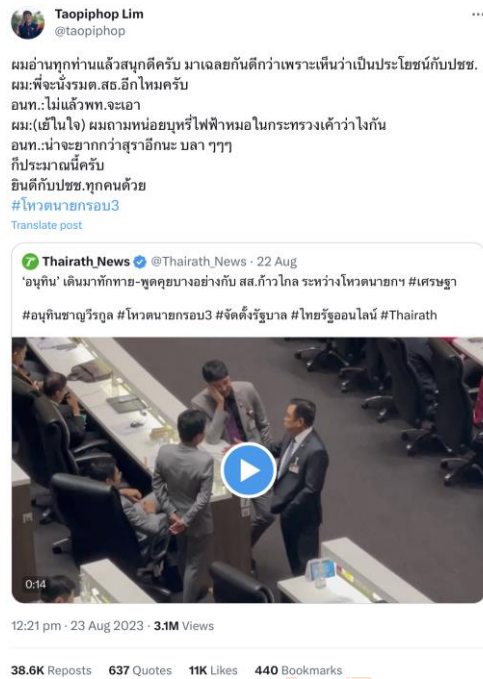 Taopiphop Lim
@taopiphop
ผมอ่านทุกท่านแล้วสนุกดีครับ มาเฉลยกันดีกว่าเพราะเห็นว่าเป็นประโยชน์กับปชช.
ผม:พี่จะนั่งรมต.สธ.อีกไหมครับ
อนท.:ไม่แล้วพท.จะเอา
ผม:(เย้ในใจ) ผมถามหน่อยบุหรี่ไฟฟ้าหมอในกระทรวงเค้าว่าไงกัน
อนท.:น่าจะยากกว่าสุราอีกนะ บลา ๆๆๆ
ก็ประมาณนี้ครับ
ยินดีกับปชช.ทุกคนด้วย
#โหวตนายกรอบ3
Translate post
Thairath_News @Thairath_News · 22 Aug
‘อนุทิน’ เดินมาทักทาย-พูดคุยบางอย่างกับ สส.ก้าวไกล ระหว่างโหวตนายกฯ #เศรษฐา
#อนุทินชาญวีรกูล #โหวตนายกรอบ3 #จัดตั้งรัฐบาล #ไทยรัฐออนไลน์ #Thairath
0:14
12:21 pm · 23 Aug 2023 · 3.1M Views
38.6K Reposts 637 Quotes 11K Likes 440 Bookmarks